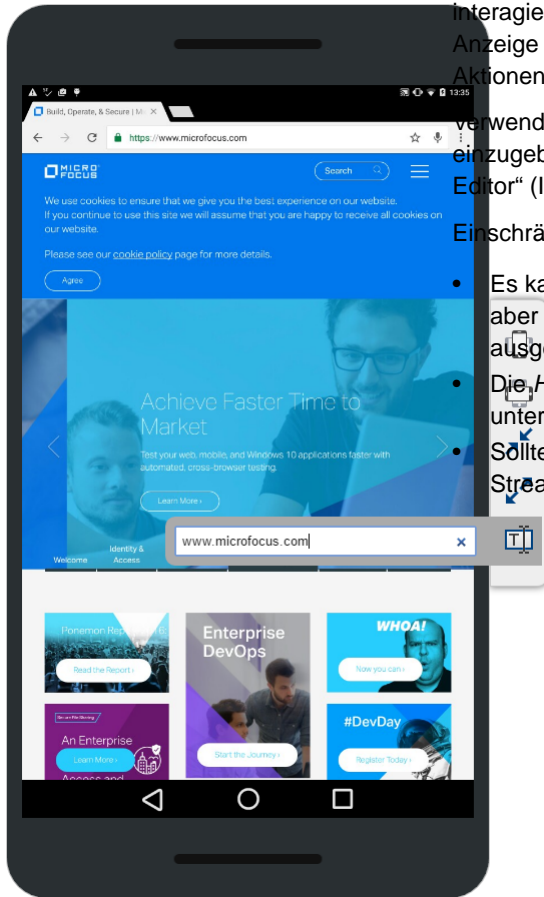 13:35
Build, Operate, & Secure | M
https://www.microfocus.com
MICRO
FOCUS
Search
We use cookies to ensure that we give you the best experience on our website.
If you continue to use this site we will assume that you are happy to receive all cookies on
our website.
Please see our cookie policy page for more details.
Agree
Achieve Faster Time to
Market
Test your web, mobile, and Windows 10 applications faster with
automated, cross-browser testing.
Learn More ›
www.microfocus.com
Welcome
Identity &
Access
Ponemon
Read the Report ›
Enterprise
DevOps
Start the Journey ›
WHOA!
Now you can ›
Secure File Sharing
An Enterprise
Learn More ›
Access and
#DevDay
Register Today ›
T
interagie
Anzeige
Aktionen
verwend
einzugeb
Editor“ (I
Einschrä
• Es ka
aber
ausge
• Die H
unter
• Sollte
Strea